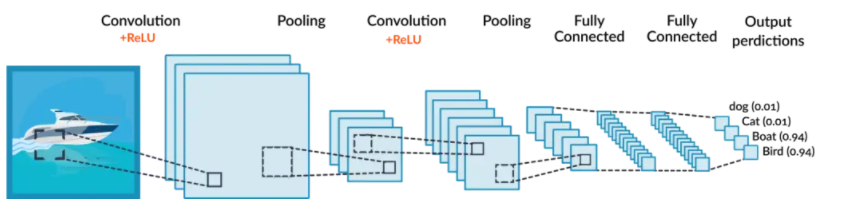 Convolution
+ReLU
Pooling
Convolution
+ReLU
Pooling
Fully
Connected
Fully
Connected
Output
perdictions
dog (0.01)
Cat (0.01)
Boat (0.94)
Bird (0.94)